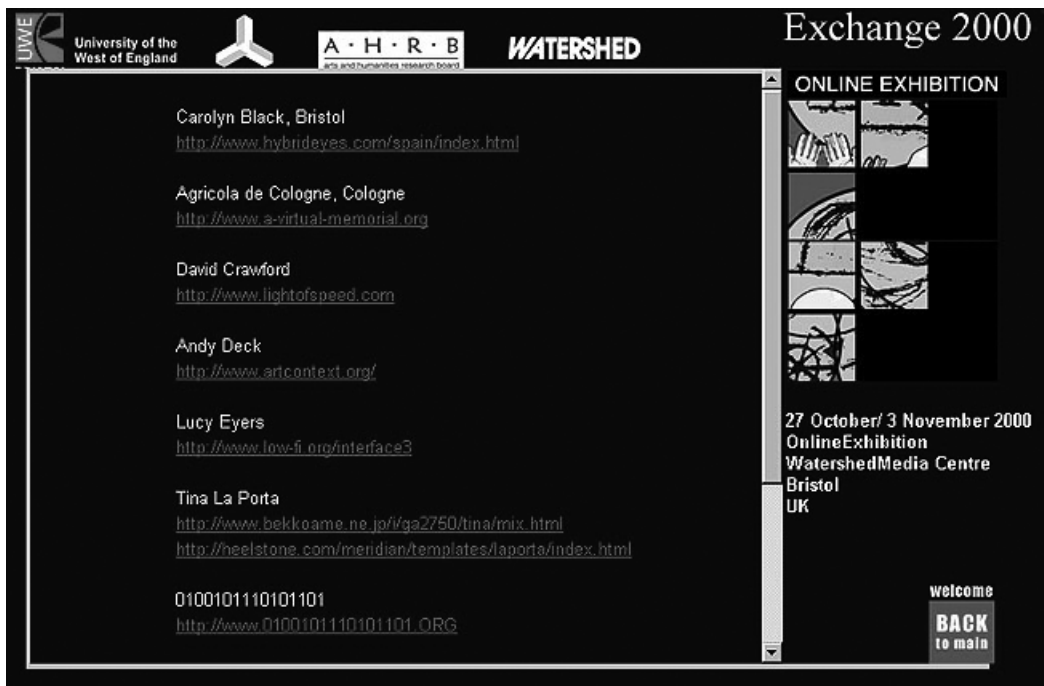 UWE
University of the
West of England
A·H·R·B
arts and humanities research board
WATERSHED
Exchange 2000
ONLINE EXHIBITION
Carolyn Black, Bristol
http://www.hybrideyes.com/spain/index.html
Agricola de Cologne, Cologne
http://www.a-virtual-memorial.org
David Crawford
http://www.lightofspeed.com
Andy Deck
http://www.artcontext.org/
Lucy Eyers
http://www.low-fi.org/interface3
Tina La Porta
http://www.bekkoame.ne.jp/i/ga2750/tina/mix.html
http://heelstone.com/meridian/templates/laporta/index.html
0100101110101101
http://www.0100101110101101.ORG
27 October/ 3 November 2000
OnlineExhibition
WatershedMedia Centre
Bristol
UK
welcome
BACK
to main